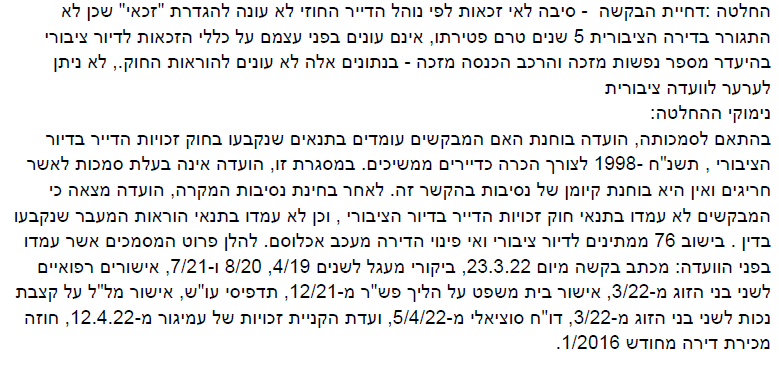 החלטה :דחיית הבקשה - סיבה לאי זכאות לפי נוהל הדייר החוזי לא עונה להגדרת "זכאי" שכן לא
התגורר בדירה הציבורית 5 שנים טרם פטירתו, אינם עונים בפני עצמם על כללי הזכאות לדיור ציבורי
בהיעדר מספר נפשות מזכה והרכב הכנסה מזכה - בנתונים אלה לא עונים להוראות החוק., לא ניתן
לערער לוועדה ציבורית
נימוקי ההחלטה:
בהתאם לסמכותה, הועדה בוחנת האם המבקשים עומדים בתנאים שנקבעו בחוק זכויות הדייר בדיור
הציבורי , תשנ"ח -1998 לצורך הכרה כדיירים ממשיכים. במסגרת זו, הועדה אינה בעלת סמכות לאשר
חריגים ואין היא בוחנת קיומן של נסיבות בהקשר זה. לאחר בחינת נסיבות המקרה, הועדה מצאה כי
המבקשים לא עמדו בתנאי חוק זכויות הדייר בדיור הציבורי , וכן לא עמדו בתנאי הוראות המעבר שנקבעו
בדין . בישוב 76 ממתינים לדיור ציבורי ואי פינוי הדירה מעכב אכלוסם. להלן פרוט המסמכים אשר עמדו
בפני הוועדה: מכתב בקשה מיום 23.3.22, ביקורי מעגל לשנים 4/19, 8/20 ו-7/21, אישורים רפואיים
לשני בני הזוג מ-3/22, אישור בית משפט על הליך פש"ר מ-12/21, תדפיסי עו"ש, אישור מל"ל על קצבת
נכות לשני בני הזוג מ-3/22, דו"ח סוציאלי מ-5/4/22, ועדת הקניית זכויות של עמיגור מ-12.4.22, חוזה
מכירת דירה מחודש 1/2016.